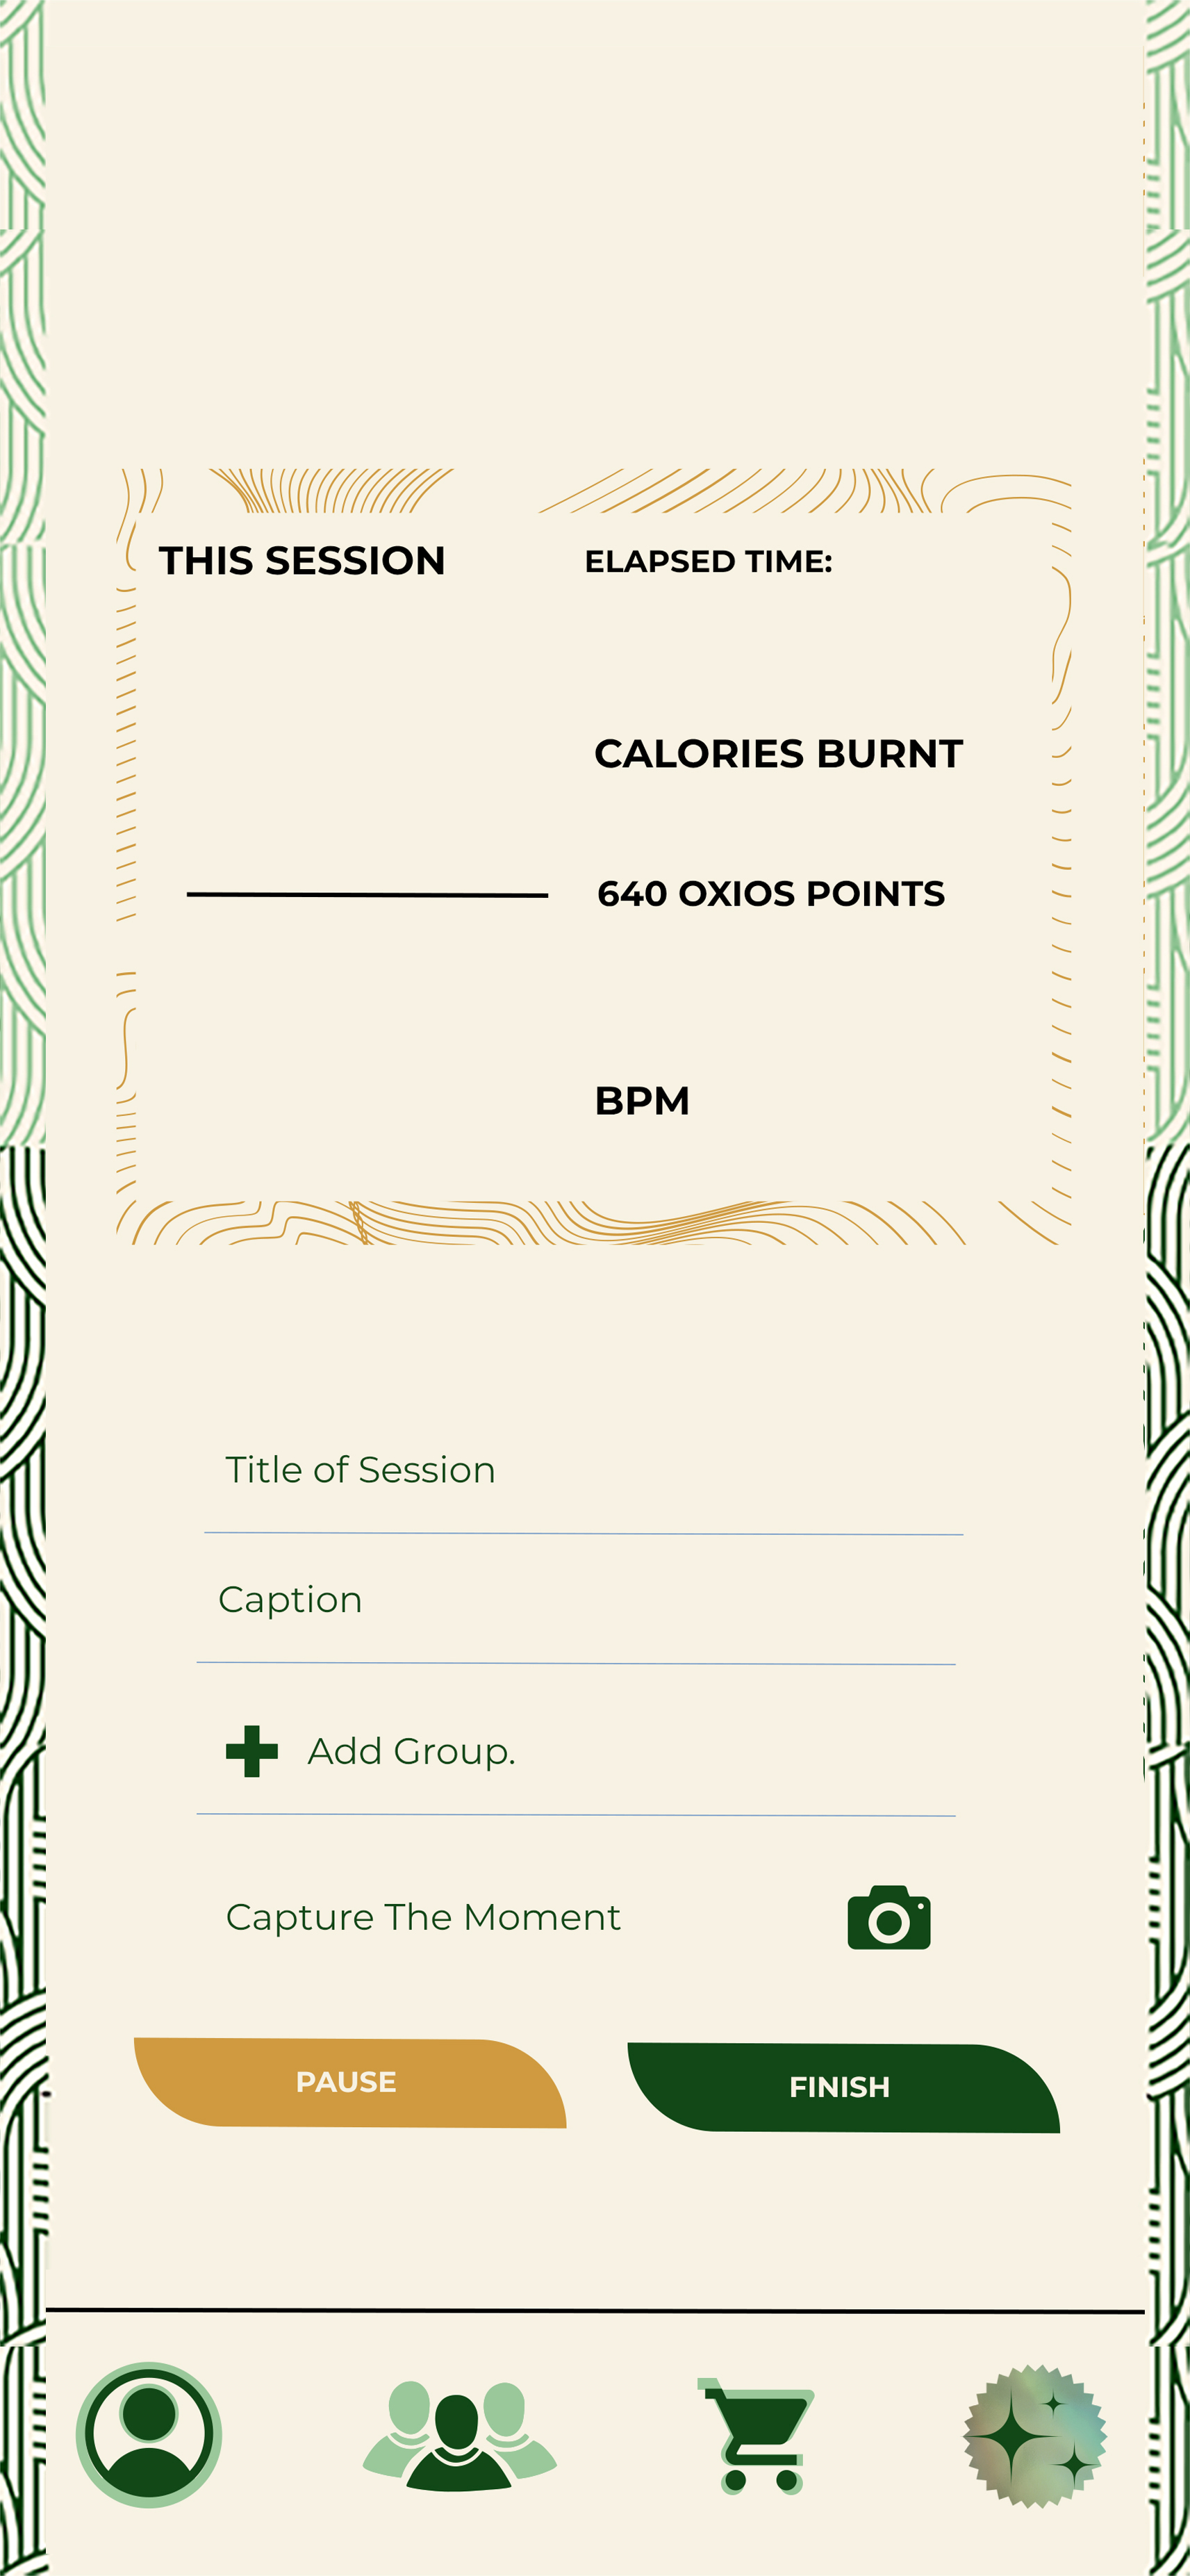 THIS SESSION
ELAPSED TIME:
CALORIES BURNT
640 OXIOS POINTS
BPM
Title of Session
Caption
Add Group.
Capture The Moment
PAUSE
FINISH